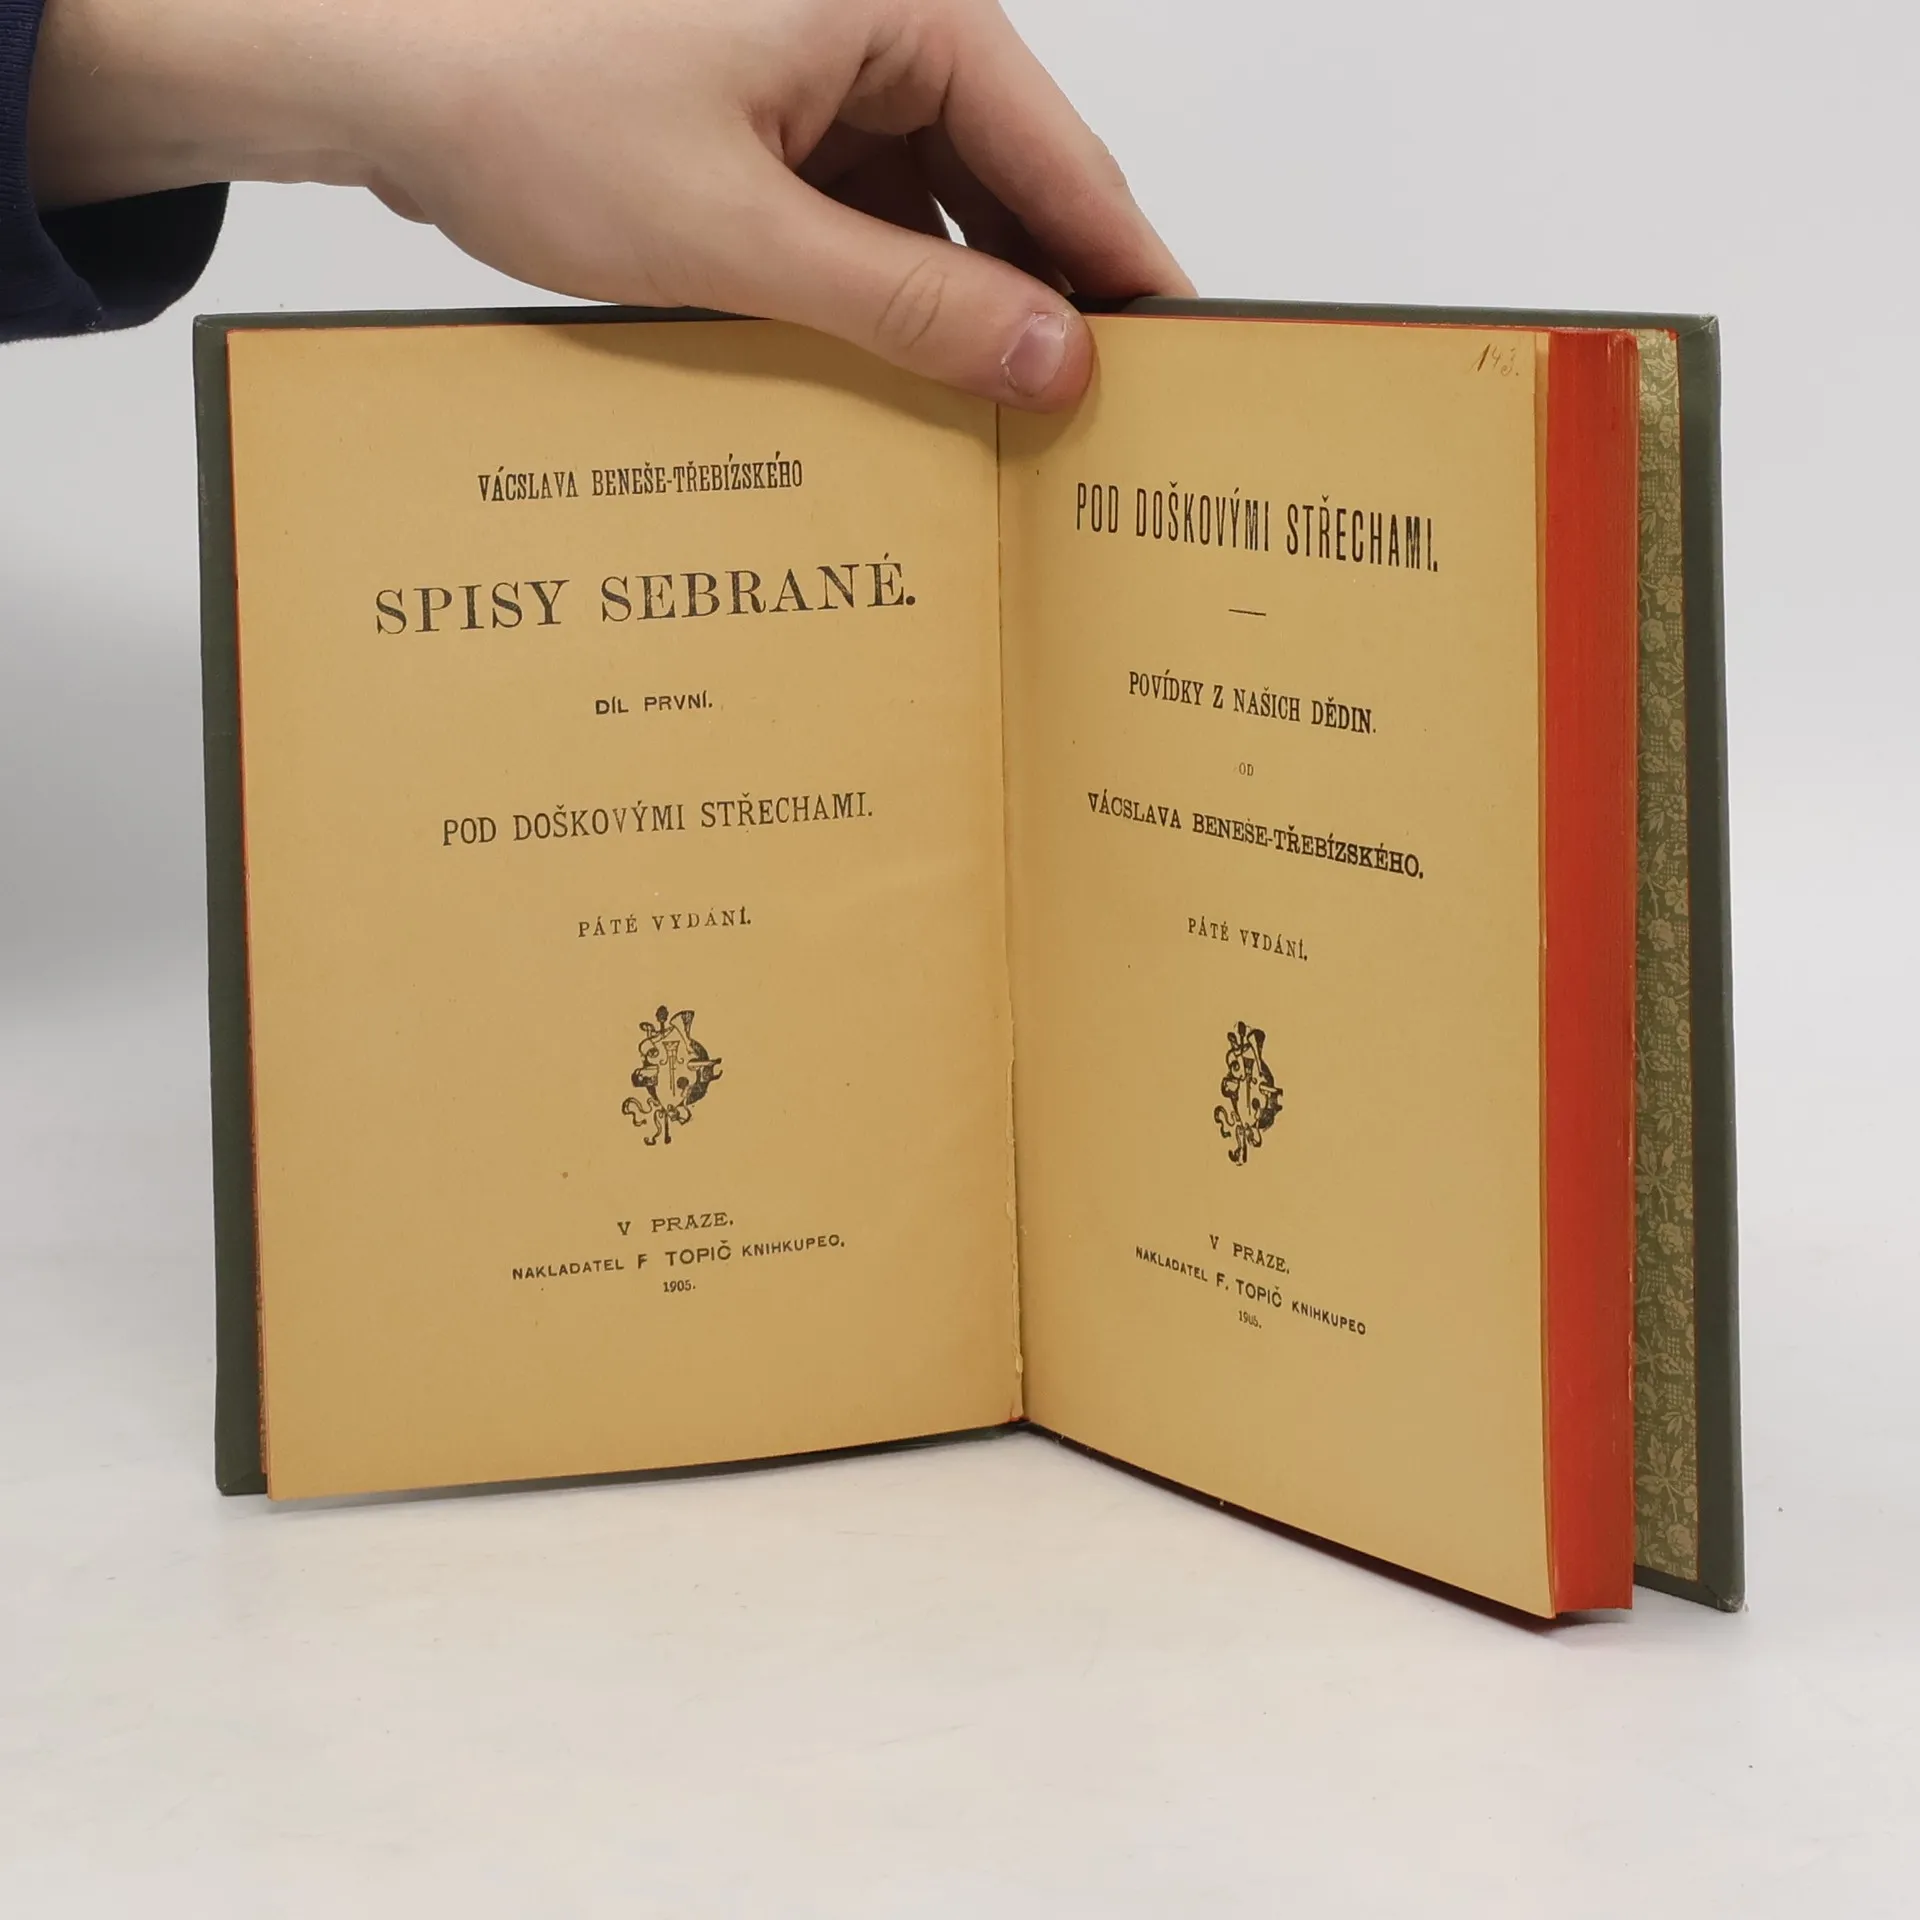 VÁCSLAVA BENEŠE-TŘEBÍZSKÉHO
SPISY SEBRANÉ.
DÍL PRVNÍ.
POD DOŠKOVÝMI STŘECHAMI.
PÁTÉ VYDÁNÍ.
V PRAZE.
NAKLADATEL F TOPIČ KNIHKUPEC.
1905.
143.
POD DOŠKOVÝMI STŘECHAMI.
POVÍDKY Z NAŠICH DĚDIN.
OD
VÁCSLAVA BENEŠE-TŘEBÍZSKÉHO.
PÁTÉ VYDÁNÍ.
V PRAZE.
NAKLADATEL F. TOPIČ KNIHKUPEC
1905.